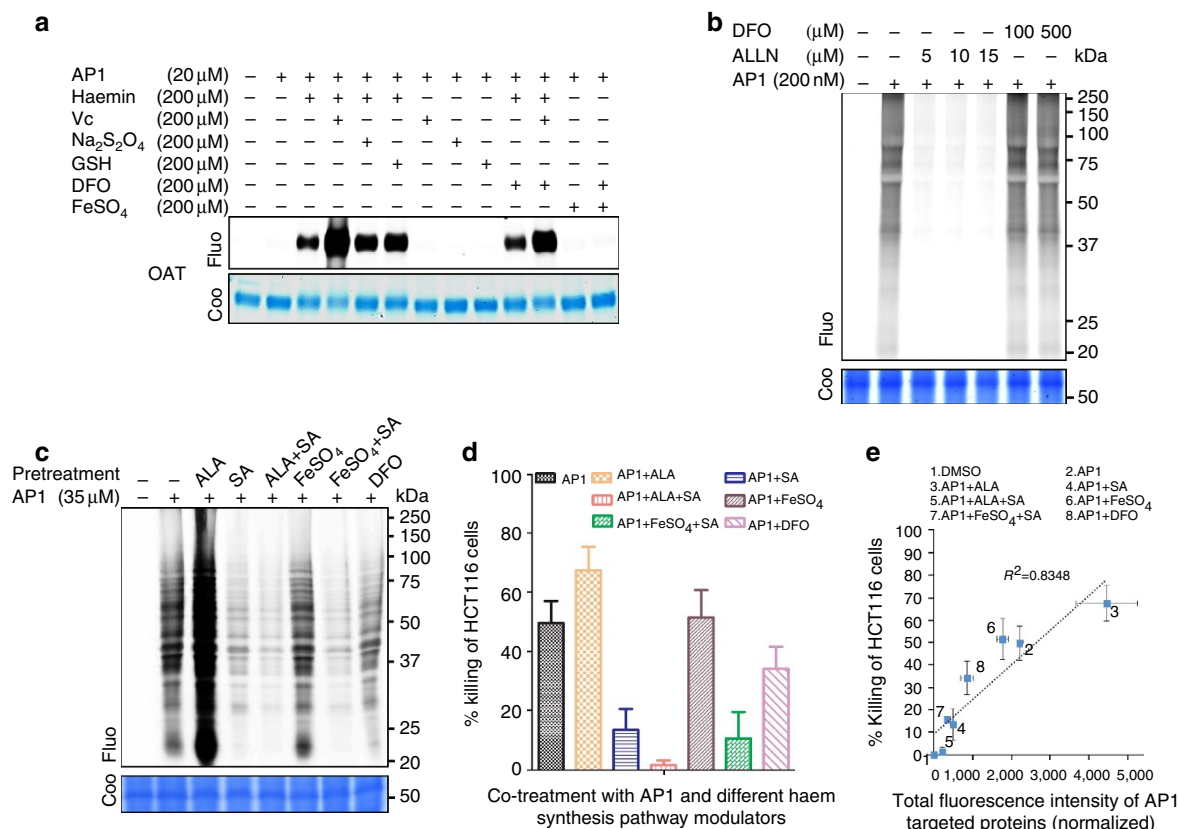 a
AP1 (20 µM) – + + + + + + + + + + + +
Haemin (200 µM) – – + + + + – – – + + – –
Vc (200 µM) – – – + – – + – – – + – –
Na2S2O4 (200 µM) – – – – + – – + – – – – –
GSH (200 µM) – – – – – + – – + – – – –
DFO (200 µM) – – – – – – – – – + + – +
FeSO4 (200 µM) – – – – – – – – – – – + +
Fluo
OAT
Coo
b
DFO (µM) – – – – – 100 500
ALLN (µM) – – 5 10 15 – – kDa
AP1 (200 nM) – + + + + + +
250
150
100
75
50
37
25
20
Fluo
Coo
50
c
Pretreatment – – ALA SA ALA+SA FeSO4 FeSO4+SA DFO
AP1 (35 µM) – + + + + + + + kDa
250
150
100
75
50
37
25
20
Fluo
Coo
50
d
% killing of HCT116 cells
100
80
60
40
20
0
AP1
AP1+ALA
AP1+SA
AP1+ALA+SA
AP1+FeSO4
AP1+FeSO4+SA
AP1+DFO
Co-treatment with AP1 and different haem
synthesis pathway modulators
e
1.DMSO 2.AP1
3.AP1+ALA 4.AP1+SA
5.AP1+ALA+SA 6.AP1+FeSO4
7.AP1+FeSO4+SA 8.AP1+DFO
% Killing of HCT116 cells
100
90
80
70
60
50
40
30
20
10
0
R2=0.8348
3
6
2
8
7
4
5
0 1,000 2,000 3,000 4,000 5,000
Total fluorescence intensity of AP1
targeted proteins (normalized)